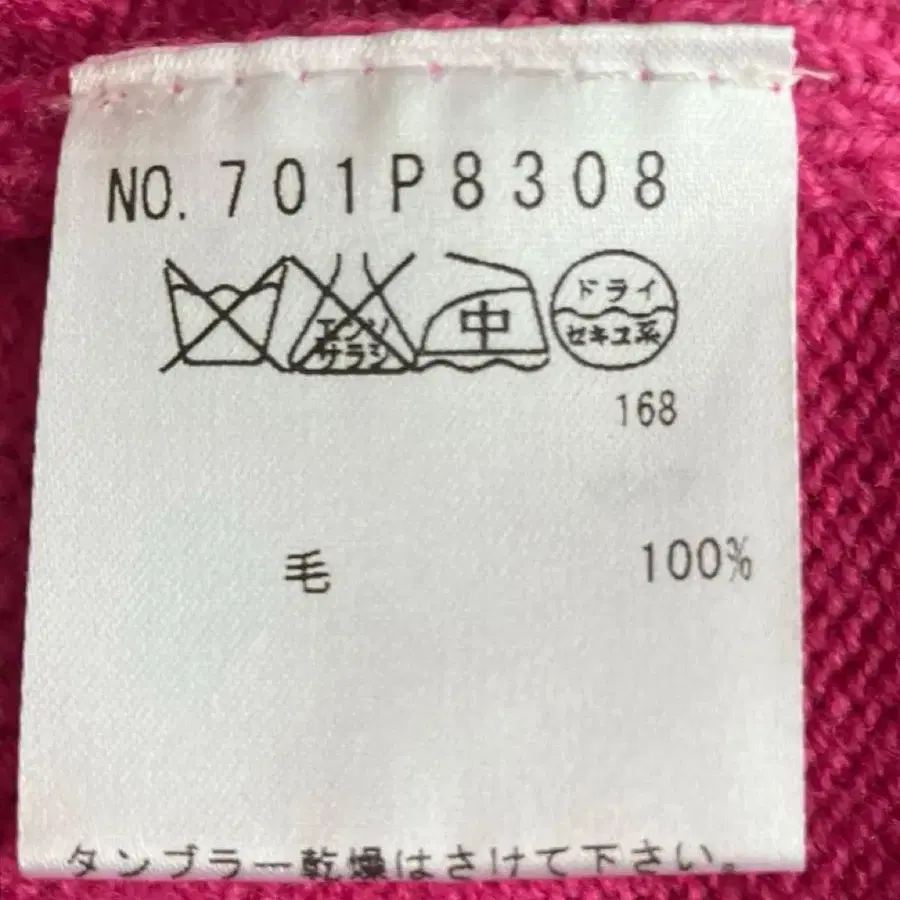 NO. 701P8308
エンソ
サラシ
中
ドライ
セキユ系
168
毛 100%
タンブラー乾燥はさけて下さい。